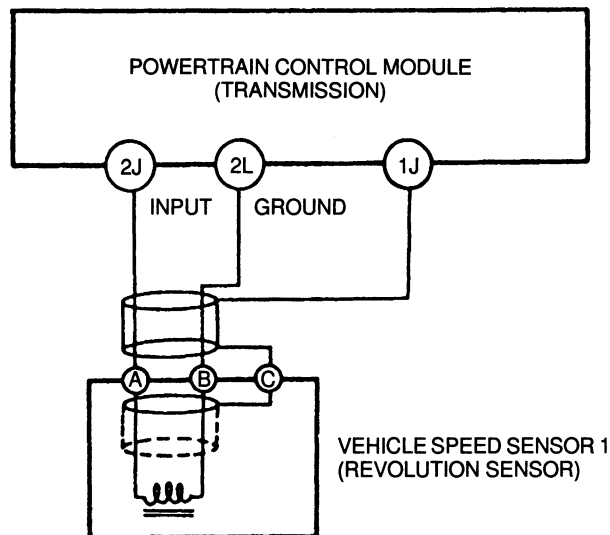 POWERTRAIN CONTROL MODULE
(TRANSMISSION)
2J
2L
1J
INPUT
GROUND
A
B
C
VEHICLE SPEED SENSOR 1
(REVOLUTION SENSOR)